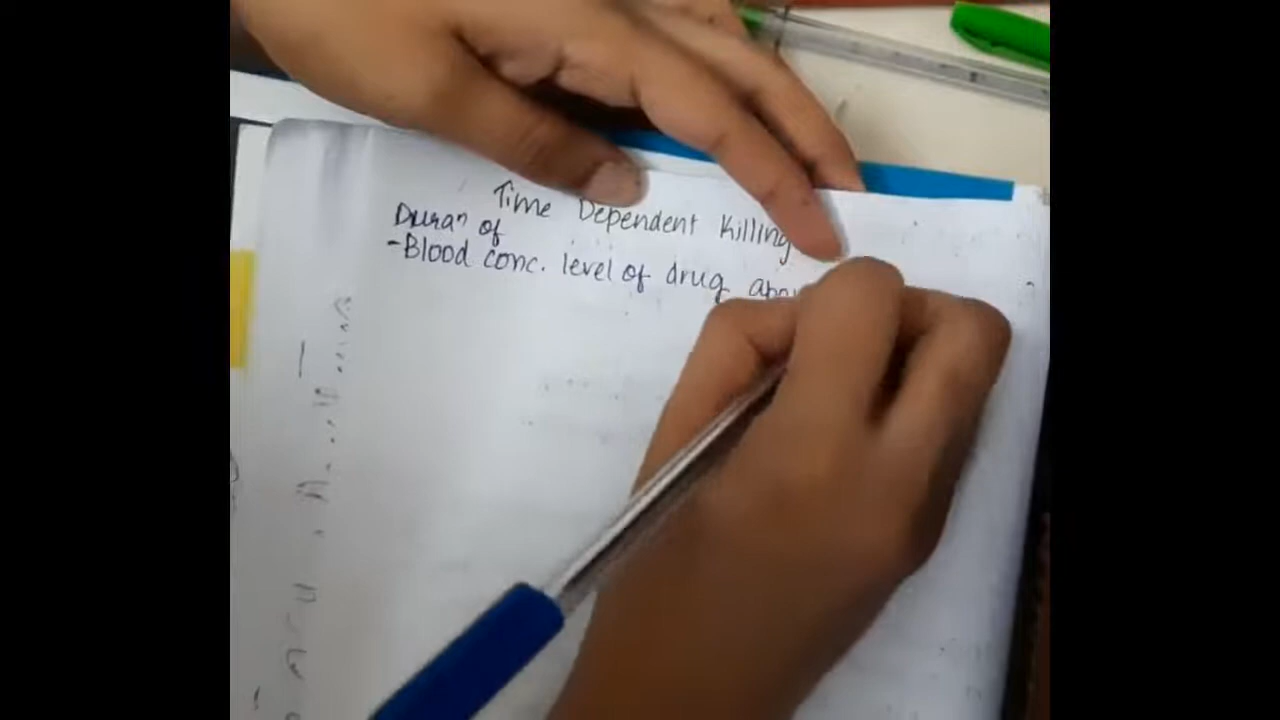 Time Dependent Killing
Duraⁿ of
-Blood conc. level of drug